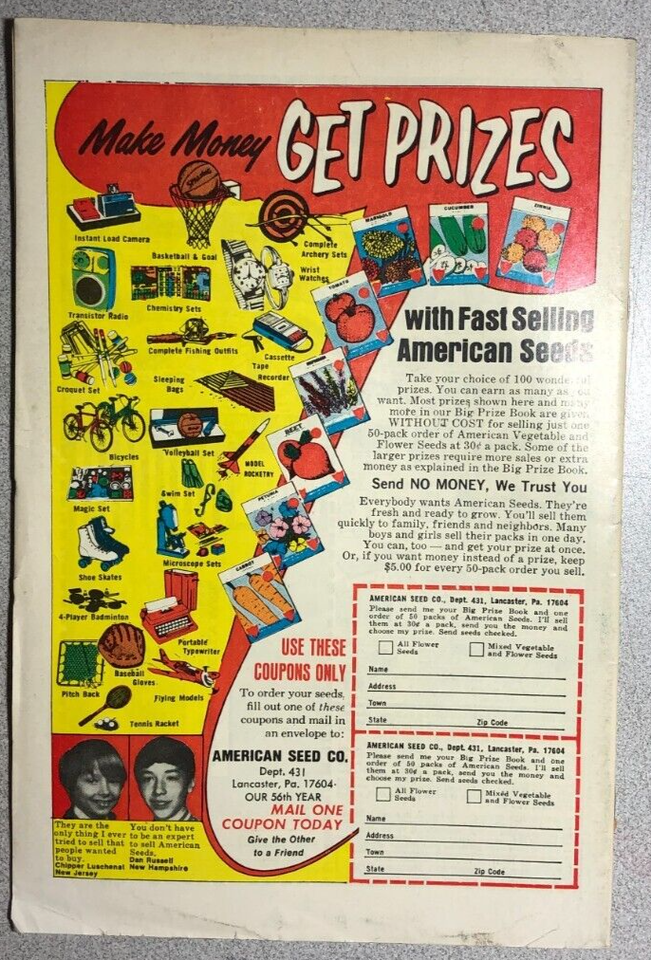 Make Money GET PRIZES
Spalding
Instant Load Camera
Basketball & Goal
Complete
Archery Sets
Wrist
Watches
Transistor Radio
Chemistry Sets
Complete Fishing Outfits
Cassette
Tape
Recorder
Croquet Set
Sleeping
Bags
Bicycles
Volleyball Set
MODEL
ROCKETRY
Magic Set
Swim Set
Microscope Sets
Shoe Skates
4-Player Badminton
Portable
Typewriter
Baseball
Gloves
Pitch Back
Flying Models
Tennis Racket
MARIGOLD
CUCUMBER
ZINNIA
TOMATO
BEET
PETUNIA
CARROT
with Fast Selling
American Seeds
Take your choice of 100 wonderful
prizes. You can earn as many as you
want. Most prizes shown here and many
more in our Big Prize Book are given
WITHOUT COST for selling just one
50-pack order of American Vegetable and
Flower Seeds at 30¢ a pack. Some of the
larger prizes require more sales or extra
money as explained in the Big Prize Book.
Send NO MONEY, We Trust You
Everybody wants American Seeds. They're
fresh and ready to grow. You'll sell them
quickly to family, friends and neighbors. Many
boys and girls sell their packs in one day.
You can, too — and get your prize at once.
Or, if you want money instead of a prize, keep
$5.00 for every 50-pack order you sell.
USE THESE
COUPONS ONLY
To order your seeds,
fill out one of these
coupons and mail in
an envelope to:
AMERICAN SEED CO.
Dept. 431
Lancaster, Pa. 17604
OUR 56th YEAR
MAIL ONE
COUPON TODAY
Give the Other
to a Friend
They are the
only thing I ever
tried to sell that
people wanted
to buy.
Chipper Luschenat
New Jersey
You don't have
to be an expert
to sell American
Seeds.
Dan Russell
New Hampshire
AMERICAN SEED CO., Dept. 431, Lancaster, Pa. 17604
Please send me your Big Prize Book and one
order of 50 packs of American Seeds. I'll sell
them at 30¢ a pack, send you the money and
choose my prize. Send seeds checked.
All Flower
Seeds
Mixed Vegetable
and Flower Seeds
Name
Address
Town
State Zip Code
AMERICAN SEED CO., Dept. 431, Lancaster, Pa. 17604
Please send me your Big Prize Book and one
order of 50 packs of American Seeds. I'll sell
them at 30¢ a pack, send you the money and
choose my prize. Send seeds checked.
All Flower
Seeds
Mixed Vegetable
and Flower Seeds
Name
Address
Town
State Zip Code